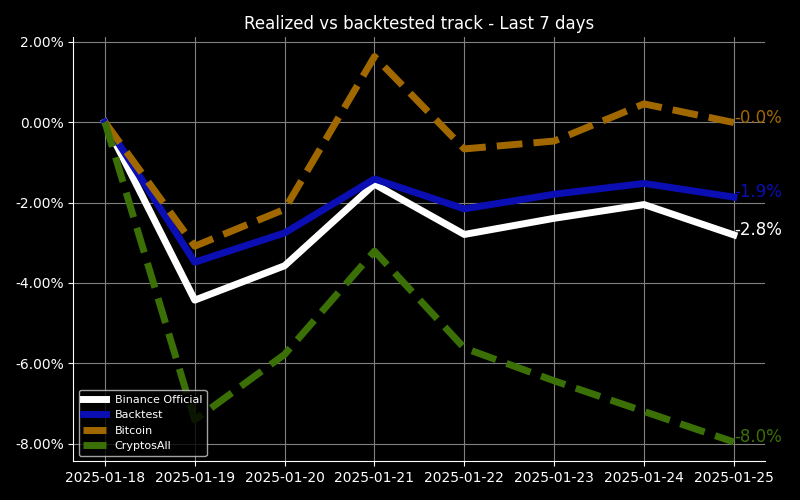 Realized vs backtested track - Last 7 days
2.00%
0.00%
-2.00%
-4.00%
-6.00%
-8.00%
-0.0%
-1.9%
-2.8%
-8.0%
Binance Official
Backtest
Bitcoin
CryptosAll
2025-01-18 2025-01-19 2025-01-20 2025-01-21 2025-01-22 2025-01-23 2025-01-24 2025-01-25